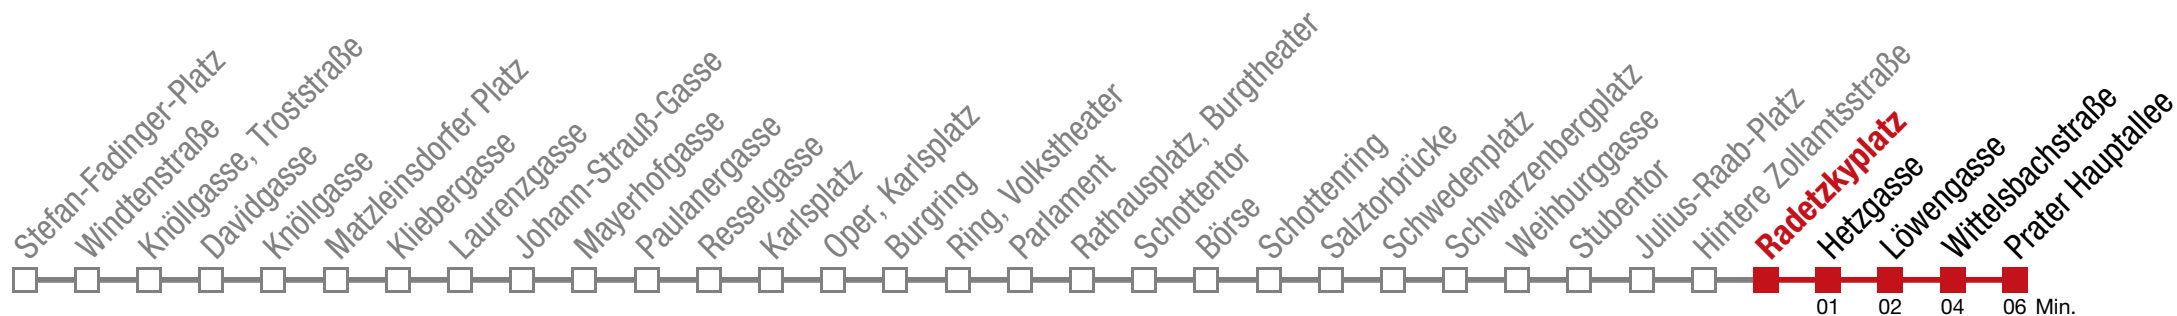 Stefan-Fadinger-Platz
Windtenstraße
Knöllgasse, Troststraße
Davidgasse
Knöllgasse
Matzleinsdorfer Platz
Kliebergasse
Laurenzgasse
Johann-Strauß-Gasse
Mayerhofgasse
Paulanergasse
Resselgasse
Karlsplatz
Oper, Karlsplatz
Burgring
Ring, Volkstheater
Parlament
Rathausplatz, Burgtheater
Schottentor
Börse
Schottenring
Salztorbrücke
Schwedenplatz
Schwarzenbergplatz
Weihburggasse
Stubentor
Julius-Raab-Platz
Hintere Zollamtsstraße
Radetzkyplatz
Hetzgasse
Löwengasse
Wittelsbachstraße
Prater Hauptallee
01 02 04 06 Min.